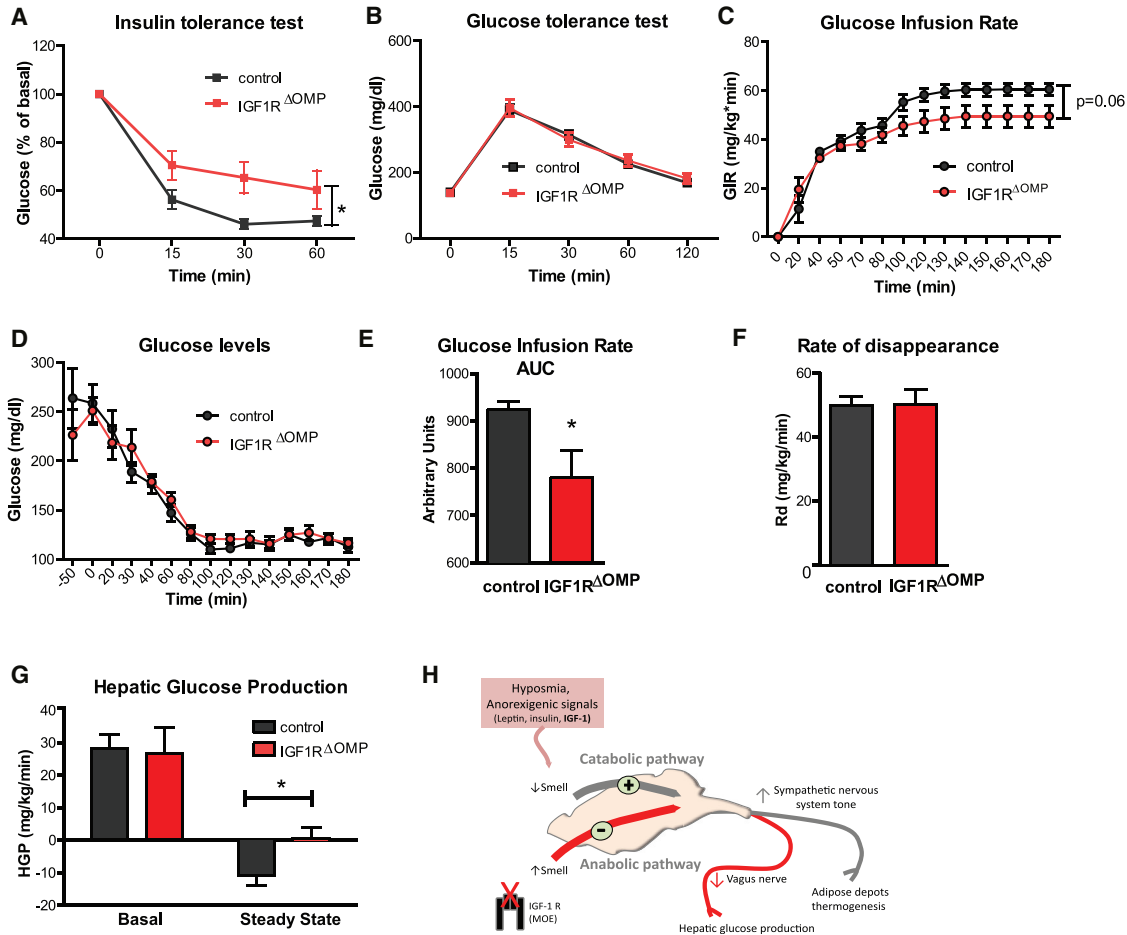 A
Insulin tolerance test
Glucose (% of basal)
120
100
80
60
40
control
IGF1R ΔOMP
*
0 15 30 60
Time (min)
B
Glucose tolerance test
Glucose (mg/dl)
600
400
200
0
control
IGF1R ΔOMP
0 15 30 60 120
Time (min)
C
Glucose Infusion Rate
GIR (mg/kg*min)
80
60
40
20
0
p=0.06
control
IGF1R ΔOMP
0 20 40 50 70 80 100 120 130 140 150 160 170 180
Time (min)
D
Glucose levels
Glucose (mg/dl)
300
250
200
150
100
control
IGF1R ΔOMP
-50 0 20 30 40 60 80 100 120 130 140 150 160 170 180
Time (min)
E
Glucose Infusion Rate
AUC
Arbitrary Units
1000
900
800
700
600
*
control IGF1R ΔOMP
F
Rate of disappearance
Rd (mg/kg/min)
60
40
20
0
control IGF1R ΔOMP
G
Hepatic Glucose Production
HGP (mg/kg/min)
40
30
20
10
0
-10
-20
control
IGF1R ΔOMP
*
Basal Steady State
H
Hyposmia,
Anorexigenic signals
(Leptin, insulin, IGF-1)
Catabolic pathway
↓Smell
+
↑ Sympathetic nervous
system tone
-
Anabolic pathway
↑Smell
↓ Vagus nerve
Adipose depots
thermogenesis
IGF-1 R
(MOE)
Hepatic glucose production